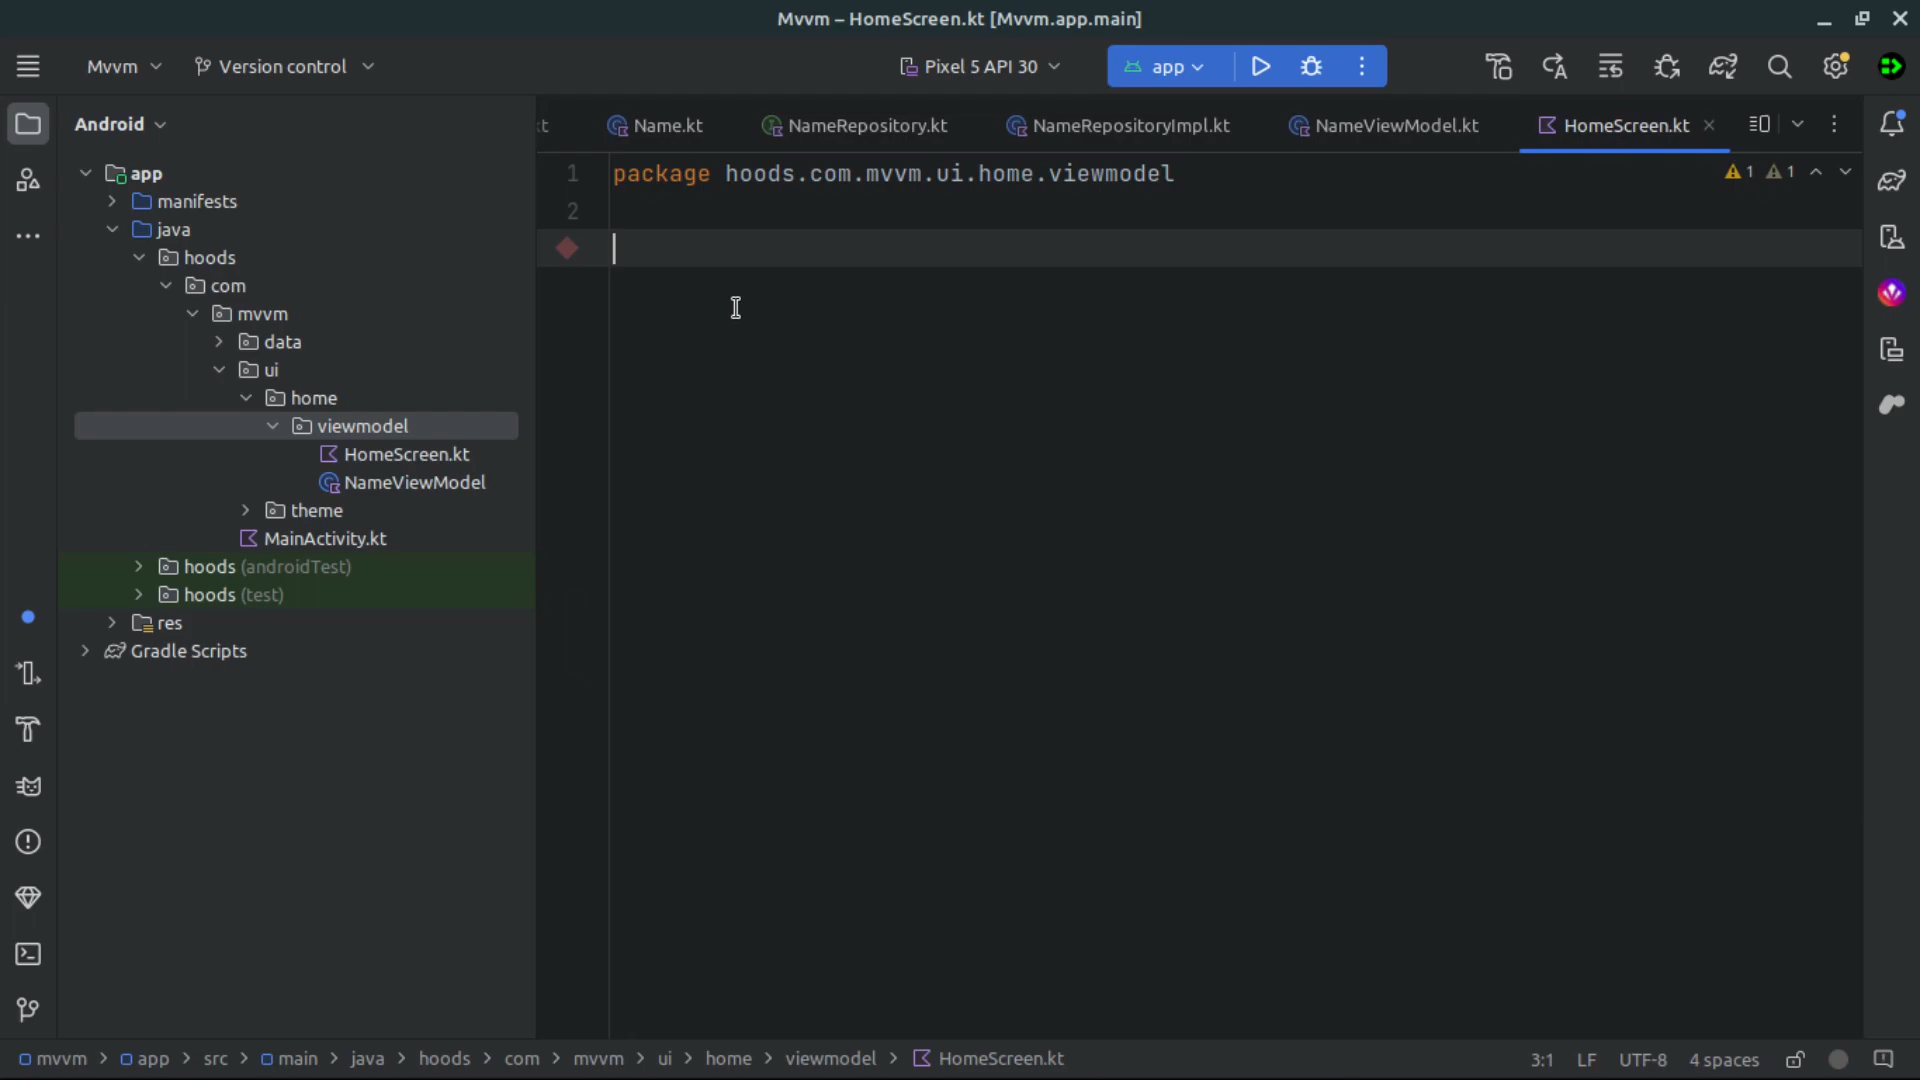 Mvvm – HomeScreen.kt [Mvvm.app.main]
Mvvm
Version control
Pixel 5 API 30
app
Android
kt
Name.kt
NameRepository.kt
NameRepositoryImpl.kt
NameViewModel.kt
HomeScreen.kt
app
manifests
java
hoods
com
mvvm
data
ui
home
viewmodel
HomeScreen.kt
NameViewModel
theme
MainActivity.kt
hoods (androidTest)
hoods (test)
res
Gradle Scripts
1 package hoods.com.mvvm.ui.home.viewmodel
2
1 1
mvvm > app > src > main > java > hoods > com > mvvm > ui > home > viewmodel > HomeScreen.kt
3:1 LF UTF-8 4 spaces